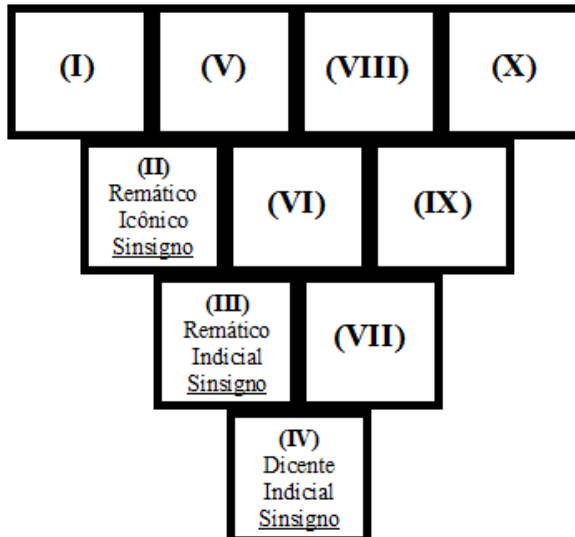 (I)
(V)
(VIII)
(X)
(II)
Remático
Icônico
Sinsigno
(VI)
(IX)
(III)
Remático
Indicial
Sinsigno
(VII)
(IV)
Dicente
Indicial
Sinsigno